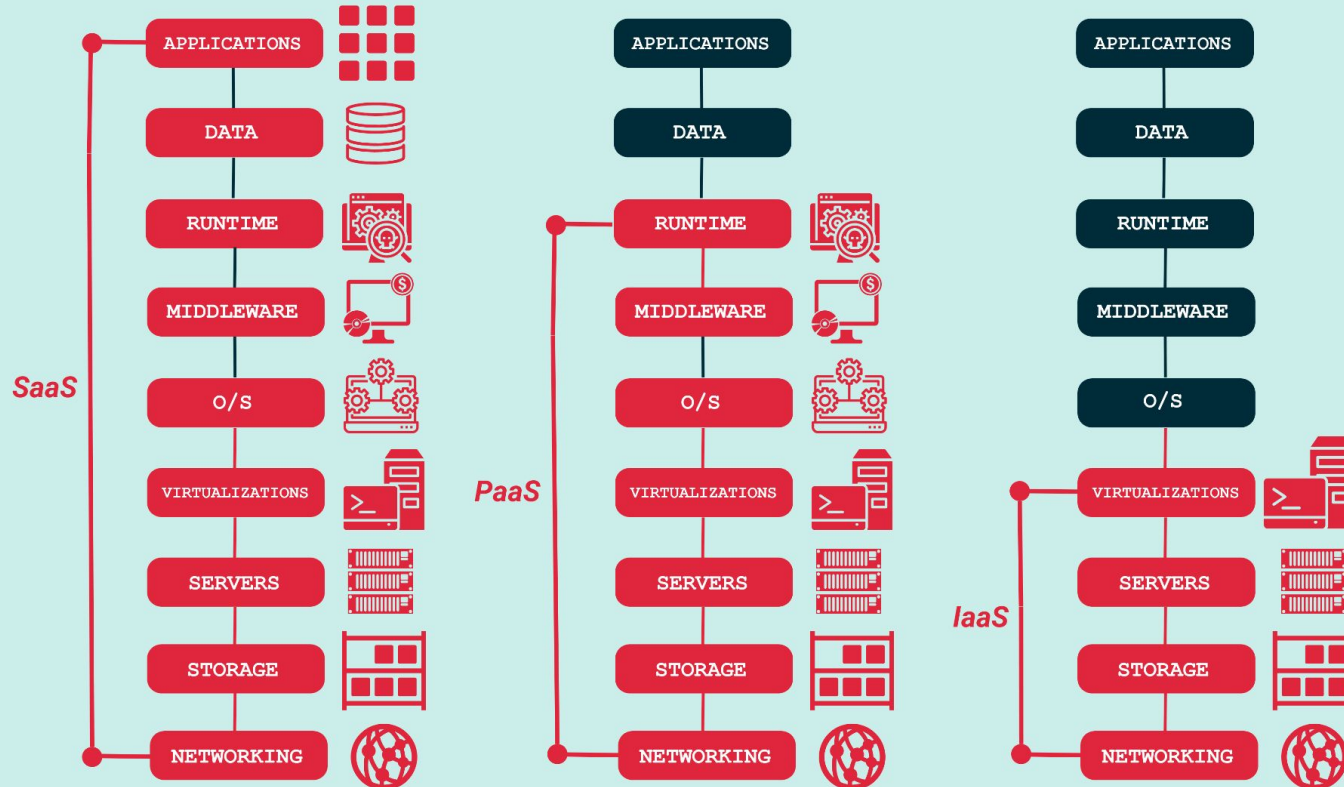 SaaS
APPLICATIONS
DATA
RUNTIME
MIDDLEWARE
O/S
VIRTUALIZATIONS
SERVERS
STORAGE
NETWORKING
PaaS
APPLICATIONS
DATA
RUNTIME
MIDDLEWARE
O/S
VIRTUALIZATIONS
SERVERS
STORAGE
NETWORKING
IaaS
APPLICATIONS
DATA
RUNTIME
MIDDLEWARE
O/S
VIRTUALIZATIONS
SERVERS
STORAGE
NETWORKING